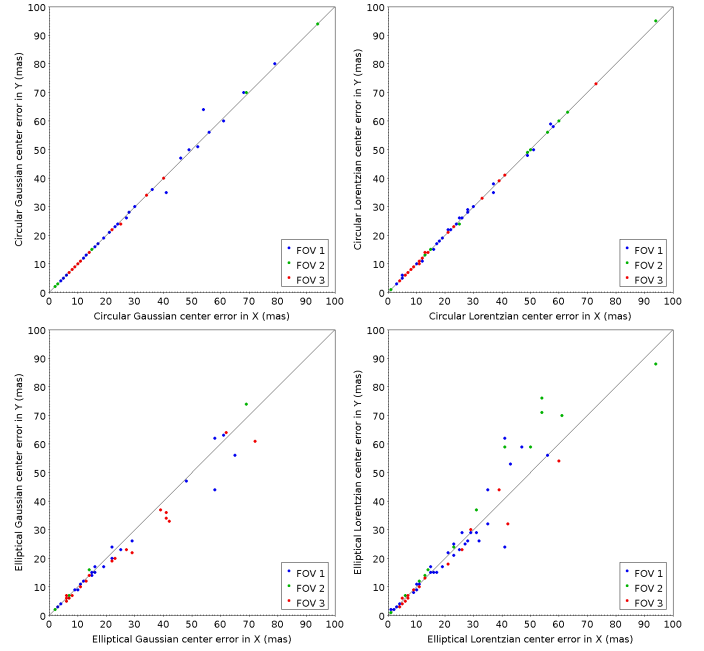 100
90
80
70
60
50
40
30
20
10
0
Circular Gaussian center error in Y (mas)
FOV 1
FOV 2
FOV 3
0 10 20 30 40 50 60 70 80 90 100
Circular Gaussian center error in X (mas)
100
90
80
70
60
50
40
30
20
10
0
Circular Lorentzian center error in Y (mas)
FOV 1
FOV 2
FOV 3
0 10 20 30 40 50 60 70 80 90 100
Circular Lorentzian center error in X (mas)
100
90
80
70
60
50
40
30
20
10
0
Elliptical Gaussian center error in Y (mas)
FOV 1
FOV 2
FOV 3
0 10 20 30 40 50 60 70 80 90 100
Elliptical Gaussian center error in X (mas)
100
90
80
70
60
50
40
30
20
10
0
Elliptical Lorentzian center error in Y (mas)
FOV 1
FOV 2
FOV 3
0 10 20 30 40 50 60 70 80 90 100
Elliptical Lorentzian center error in X (mas)